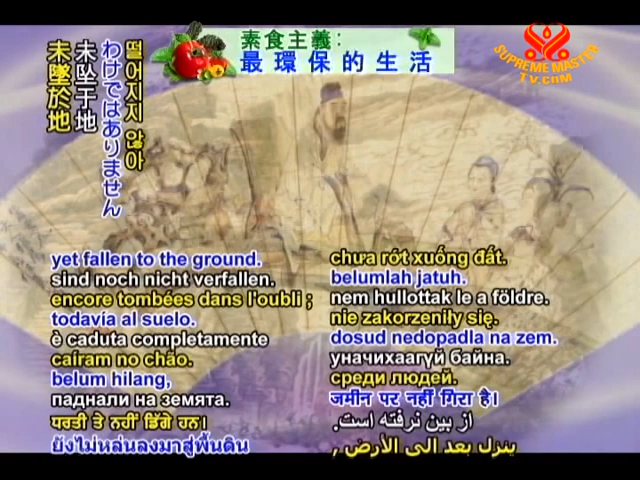 素食主義：
最環保的生活
SUPREME MASTER
TV.COM
떨어지지 않아
わけではありません
未坠于地
未墜於地
yet fallen to the ground.
sind noch nicht verfallen.
encore tombées dans l'oubli ;
todavía al suelo.
è caduta completamente
caíram no chão.
belum hilang,
паднали на земята.
ਧਰਤੀ ਤੇ ਨਹੀਂ ਡਿੱਗੇ ਹਨ।
ยังไม่หล่นลงมาสู่พื้นดิน
chưa rớt xuống đất.
belumlah jatuh.
nem hullottak le a földre.
nie zakorzeniły się.
dosud nedopadla na zem.
уначихаагүй байна.
среди людей.
जमीन पर नहीं गिरा है।
از بین نرفته است.
ينزل بعد الى الأرض ,